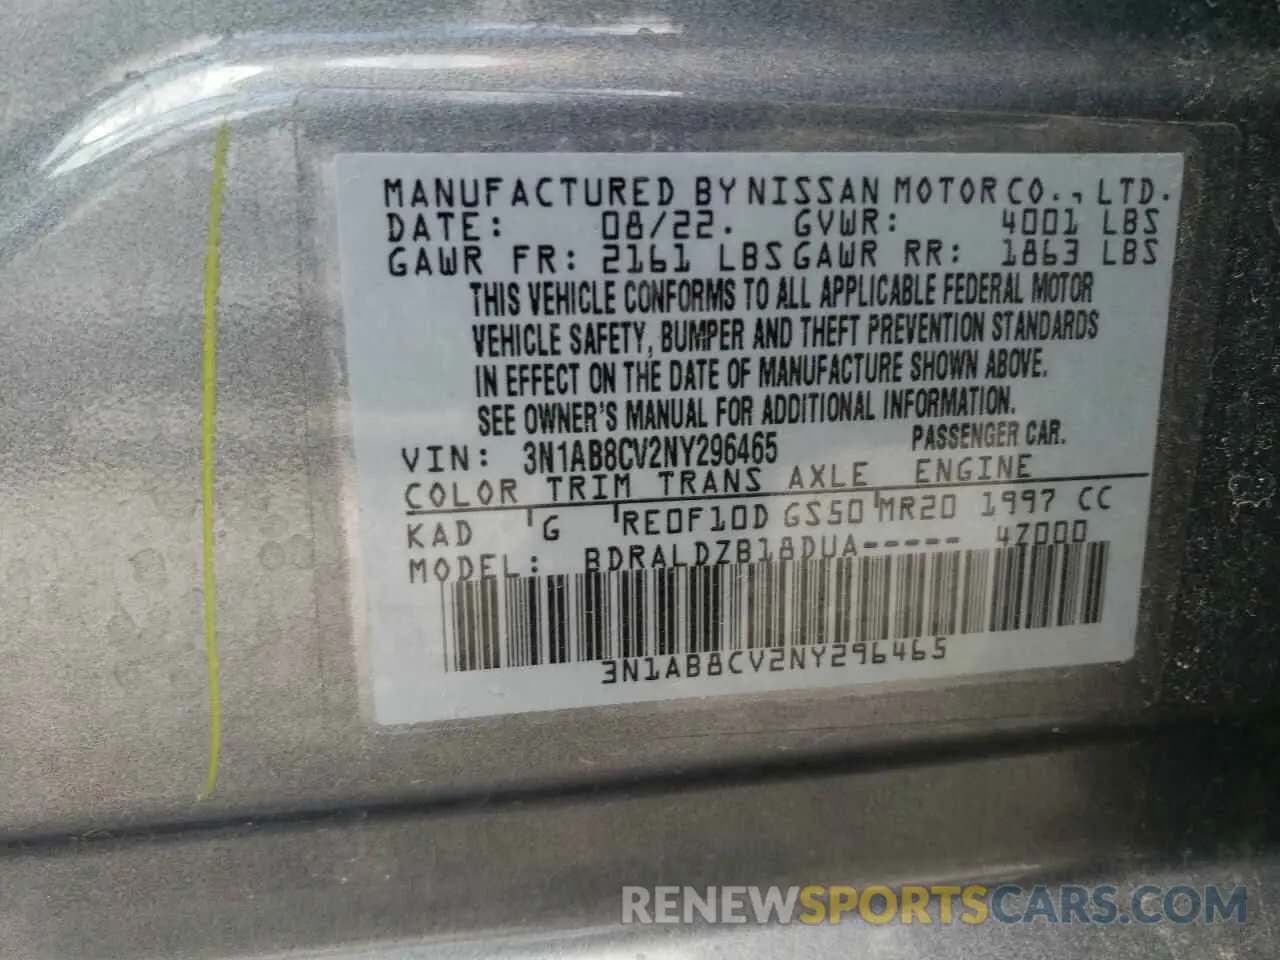 MANUFACTURED BY NISSAN MOTOR CO., LTD.
DATE: 08/22. GVWR: 4001 LBS
GAWR FR: 2161 LBS GAWR RR: 1863 LBS
THIS VEHICLE CONFORMS TO ALL APPLICABLE FEDERAL MOTOR
VEHICLE SAFETY, BUMPER AND THEFT PREVENTION STANDARDS
IN EFFECT ON THE DATE OF MANUFACTURE SHOWN ABOVE.
SEE OWNER'S MANUAL FOR ADDITIONAL INFORMATION.
VIN: 3N1AB8CV2NY296465 PASSENGER CAR.
COLOR TRIM TRANS AXLE ENGINE
KAD G RE0F10D GS50 MR20 1997 CC
MODEL: BDRALDZB18DUA----- 47000
3N1AB8CV2NY296465
RENEWSPORTSCARS.COM